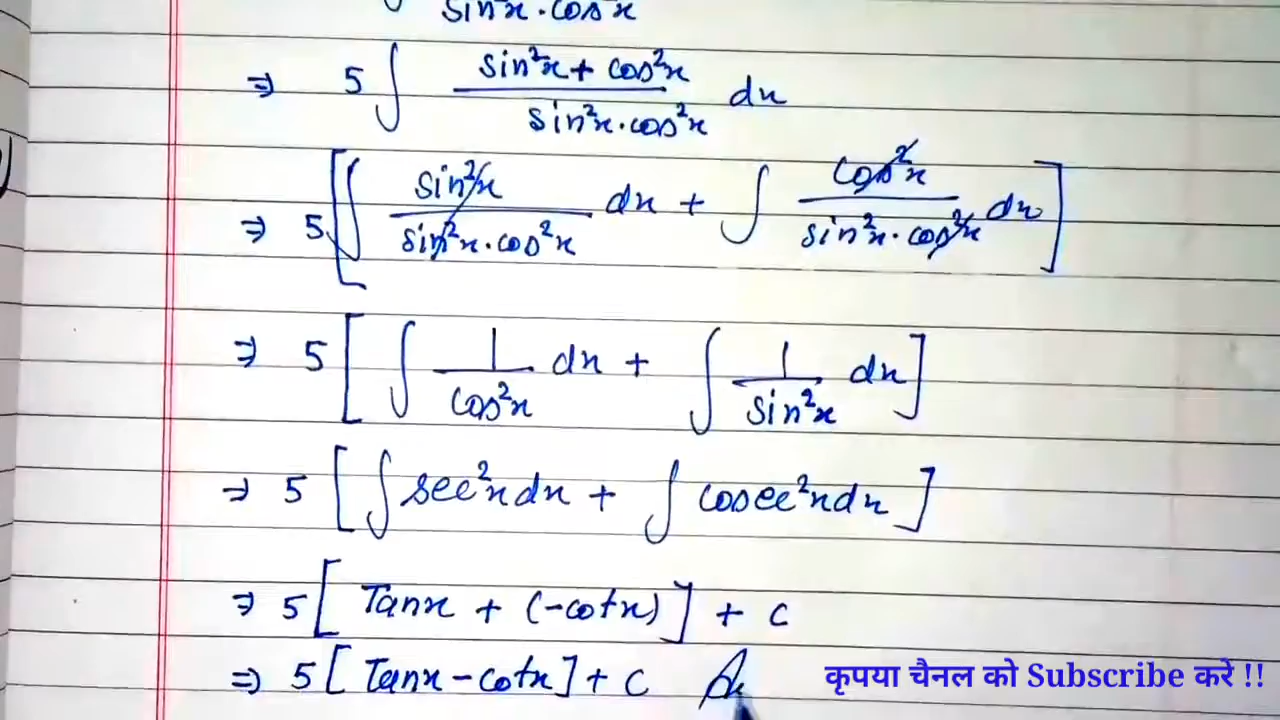 sin²x · cos²x
⇒ 5 ∫ (sin²x + cos²x)/(sin²x · cos²x) dx
⇒ 5 [∫ sin²x/(sin²x · cos²x) dx + ∫ cos²x/(sin²x · cos²x) dx]
⇒ 5 [∫ 1/cos²x dx + ∫ 1/sin²x dx]
⇒ 5 [∫ sec²x dx + ∫ cosec²x dx]
⇒ 5 [Tanx + (-cotx)] + c
⇒ 5 [Tanx - cotx] + c
कृपया चैनल को Subscribe करे !!